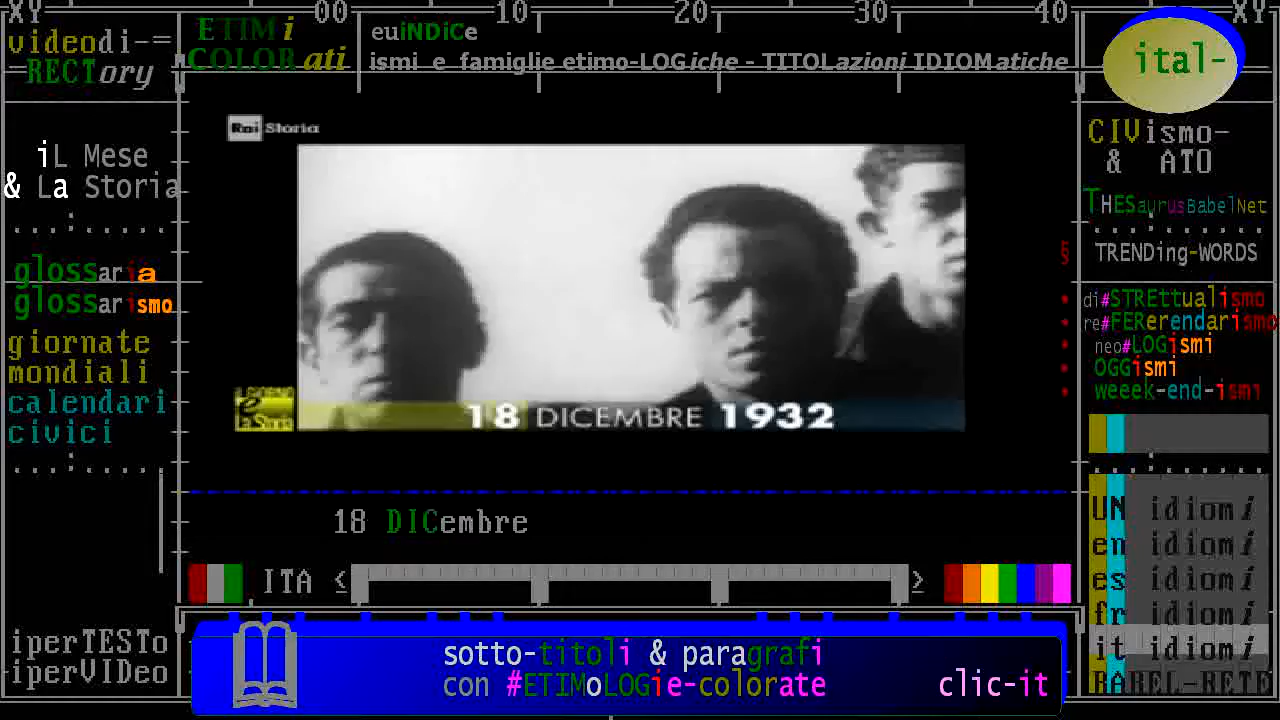 XY 00 10 20 30 40 XY
videodi-=
RECTory
ETIMi
COLORati
euiNDiCe
ismi e famiglie etimo-LOGiche - TITOLazioni IDIOMatiche
ital-
iL Mese
& La Storia
glossaria
glossarismo
giornate
mondiali
calendari
civici
iperTESTo
iperVIDeo
Rai Storia
18 DICEMBRE 1932
18 DICembre
ITA < >
sotto-titoli & paragrafi
con #ETIMoLOGie-colorate clic-it
CIVismo-
& ATO
THESaurusBabelNet
TRENDing-WORDS
§
di#STREttualismo
re#FERerendarismo
neo#LOGismi
OGGismi
weeek-end-ismi
UN idiomi
en idiomi
es idiomi
fr idiomi
it idiomi
BABEL-NETE